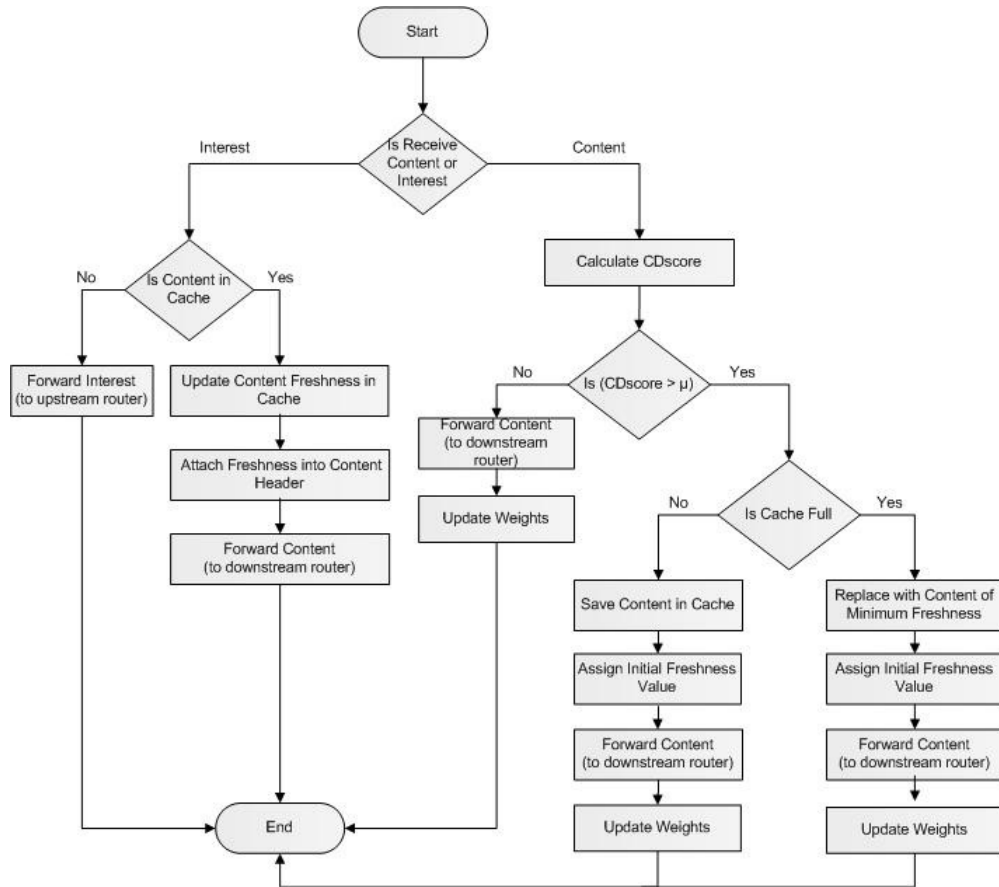 Start
Is Receive
Content or
Interest
Interest
Content
Is Content in
Cache
No
Yes
Calculate CDscore
Forward Interest
(to upstream router)
Update Content Freshness in
Cache
Is (CDscore > μ)
No
Yes
Forward Content
(to downstream
router)
Attach Freshness into Content
Header
Update Weights
Is Cache Full
No
Yes
Forward Content
(to downstream router)
Save Content in Cache
Replace with Content of
Minimum Freshness
Assign Initial Freshness
Value
Assign Initial Freshness
Value
Forward Content
(to downstream router)
Forward Content
(to downstream router)
End
Update Weights
Update Weights